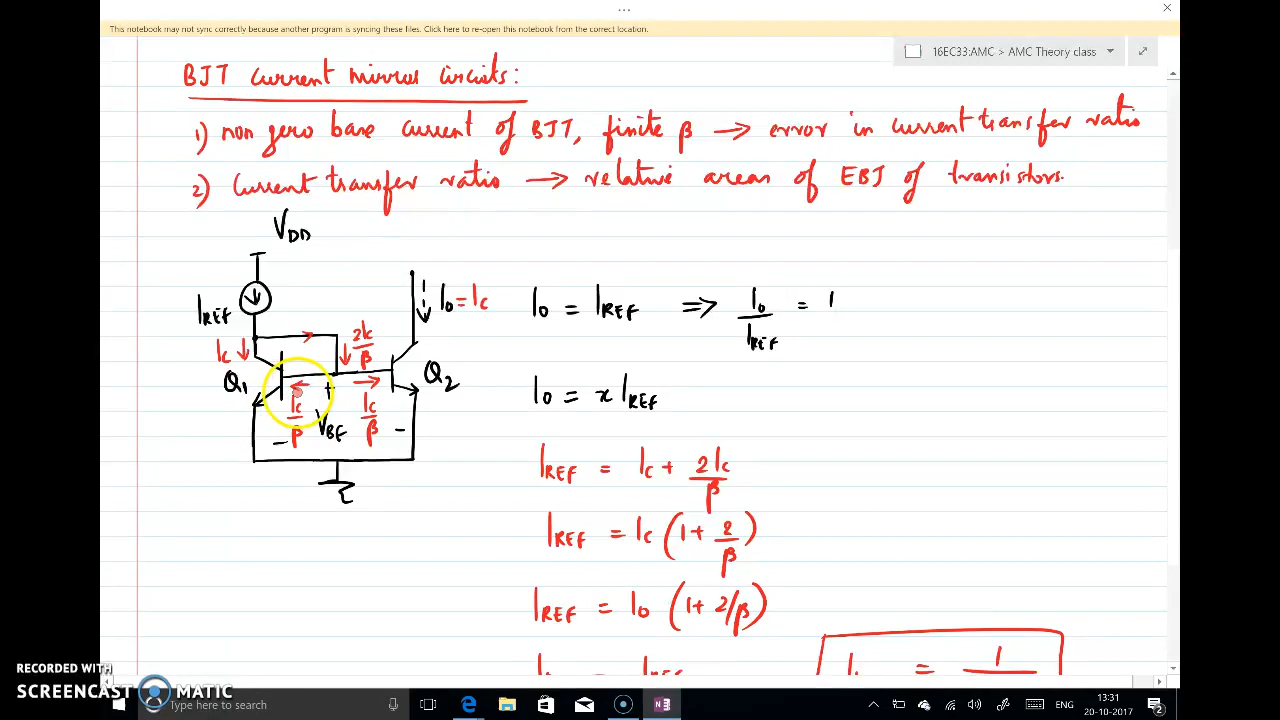 This notebook may not sync correctly because another program is syncing these files. Click here to re-open this notebook from the correct location.
16EC33:AMC > AMC Theory class
BJT current mirror circuits:
1) non zero base current of BJT, finite β → error in current transfer ratio
2) Current transfer ratio → relative areas of EBJ of transistors.
VDD
IREF
IC
2IC/β
IO = IC
Q1
Q2
IC/β
IC/β
+
VBE
−
−
IO = IREF ⇒ IO/IREF = 1
IO = x IREF
IREF = IC + 2IC/β
IREF = IC (1 + 2/β)
IREF = IO (1 + 2/β)
= 1
RECORDED WITH
SCREENCAST MATIC
Type here to search
13:31
20-10-2017
2